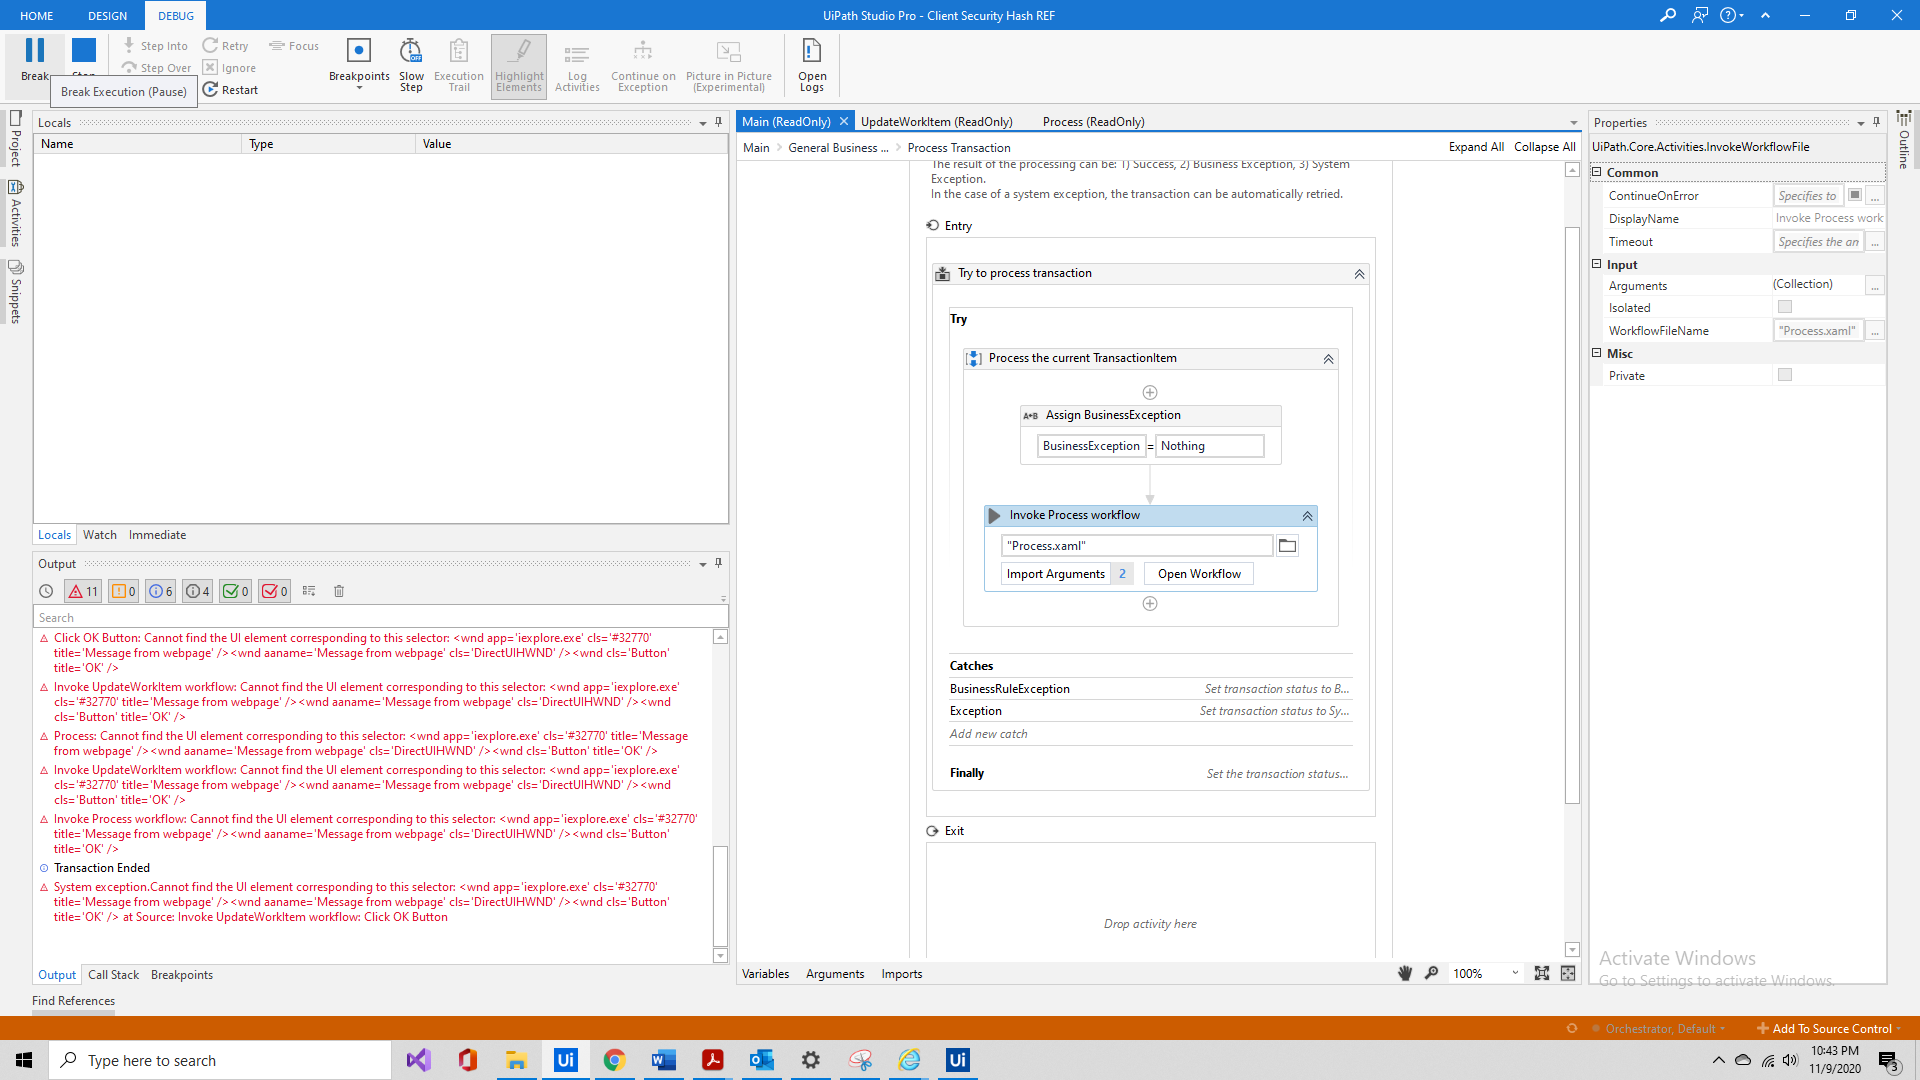 HOME DESIGN DEBUG
UiPath Studio Pro - Client Security Hash REF
Break
Step Into
Retry
Focus
Step Over
Ignore
Restart
Breakpoints
Slow Step
Execution Trail
Highlight Elements
Log Activities
Continue on Exception
Picture in Picture (Experimental)
Open Logs
Break Execution (Pause)
Project
Activities
Snippets
Locals
Name Type Value
Locals Watch Immediate
Output
11 0 6 4 0 0
Search
Click OK Button: Cannot find the UI element corresponding to this selector: <wnd app='iexplore.exe' cls='#32770'
title='Message from webpage' /><wnd aaname='Message from webpage' cls='DirectUIHWND' /><wnd cls='Button'
title='OK' />
Invoke UpdateWorkItem workflow: Cannot find the UI element corresponding to this selector: <wnd app='iexplore.exe'
cls='#32770' title='Message from webpage' /><wnd aaname='Message from webpage' cls='DirectUIHWND' /><wnd
cls='Button' title='OK' />
Process: Cannot find the UI element corresponding to this selector: <wnd app='iexplore.exe' cls='#32770' title='Message
from webpage' /><wnd aaname='Message from webpage' cls='DirectUIHWND' /><wnd cls='Button' title='OK' />
Invoke UpdateWorkItem workflow: Cannot find the UI element corresponding to this selector: <wnd app='iexplore.exe'
cls='#32770' title='Message from webpage' /><wnd aaname='Message from webpage' cls='DirectUIHWND' /><wnd
cls='Button' title='OK' />
Invoke Process workflow: Cannot find the UI element corresponding to this selector: <wnd app='iexplore.exe' cls='#32770'
title='Message from webpage' /><wnd aaname='Message from webpage' cls='DirectUIHWND' /><wnd cls='Button'
title='OK' />
Transaction Ended
System exception.Cannot find the UI element corresponding to this selector: <wnd app='iexplore.exe' cls='#32770'
title='Message from webpage' /><wnd aaname='Message from webpage' cls='DirectUIHWND' /><wnd cls='Button'
title='OK' /> at Source: Invoke UpdateWorkItem workflow: Click OK Button
Output Call Stack Breakpoints
Find References
Main (ReadOnly) UpdateWorkItem (ReadOnly) Process (ReadOnly)
Main General Business ... Process Transaction
Expand All Collapse All
The result of the processing can be: 1) Success, 2) Business Exception, 3) System
Exception.
In the case of a system exception, the transaction can be automatically retried.
Entry
Try to process transaction
Try
Process the current TransactionItem
A+B Assign BusinessException
BusinessException = Nothing
Invoke Process workflow
"Process.xaml"
Import Arguments 2 Open Workflow
Catches
BusinessRuleException Set transaction status to B...
Exception Set transaction status to Sy...
Add new catch
Finally Set the transaction status...
Exit
Drop activity here
Variables Arguments Imports
100%
Properties
UiPath.Core.Activities.InvokeWorkflowFile
Common
ContinueOnError Specifies to ...
DisplayName Invoke Process work
Timeout Specifies the an ...
Input
Arguments (Collection) ...
Isolated
WorkflowFileName "Process.xaml" ...
Misc
Private
Outline
Activate Windows
Go to Settings to activate Windows.
Orchestrator, Default
Add To Source Control
Type here to search
Ui
Ui
10:43 PM
11/9/2020
3